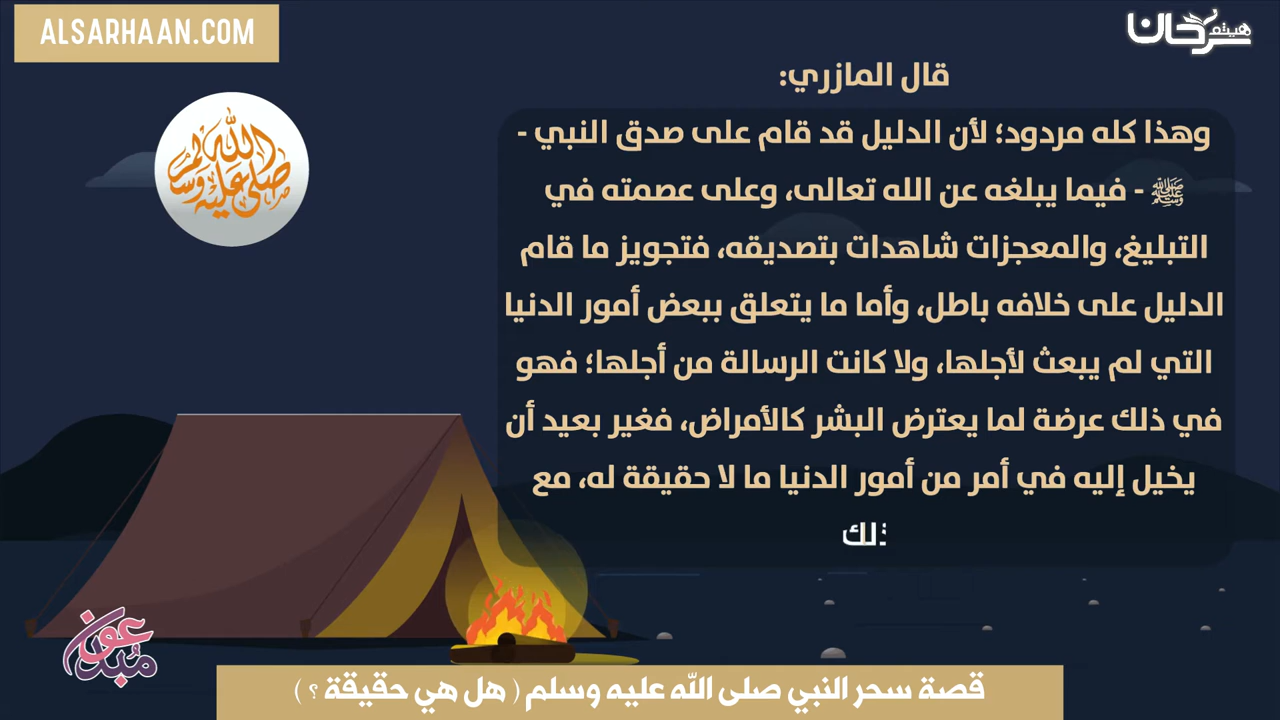 ALSARHAAN.COM
هيثم سرحان
قال المازري:
صلى الله عليه وسلم
وهذا كله مردود؛ لأن الدليل قد قام على صدق النبي -
ﷺ - فيما يبلغه عن الله تعالى، وعلى عصمته في
التبليغ، والمعجزات شاهدات بتصديقه، فتجويز ما قام
الدليل على خلافه باطل، وأما ما يتعلق ببعض أمور الدنيا
التي لم يبعث لأجلها، ولا كانت الرسالة من أجلها؛ فهو
في ذلك عرضة لما يعترض البشر كالأمراض، فغير بعيد أن
يخيل إليه في أمر من أمور الدنيا ما لا حقيقة له، مع
ذلك
مبدعون
قصة سحر النبي صلى الله عليه وسلم ( هل هي حقيقة ؟ )